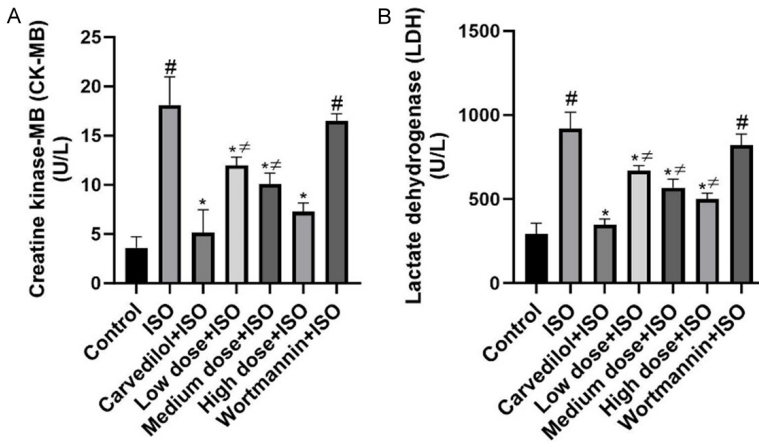 A
Creatine kinase-MB (CK-MB)
(U/L)
25
20
15
10
5
0
#
*
*≠
*≠
*
#
Control
ISO
Carvedilol+ISO
Low dose+ISO
Medium dose+ISO
High dose+ISO
Wortmannin+ISO
B
Lactate dehydrogenase (LDH)
(U/L)
1500
1000
500
0
#
*
*≠
*≠
*≠
#
Control
ISO
Carvedilol+ISO
Low dose+ISO
Medium dose+ISO
High dose+ISO
Wortmannin+ISO